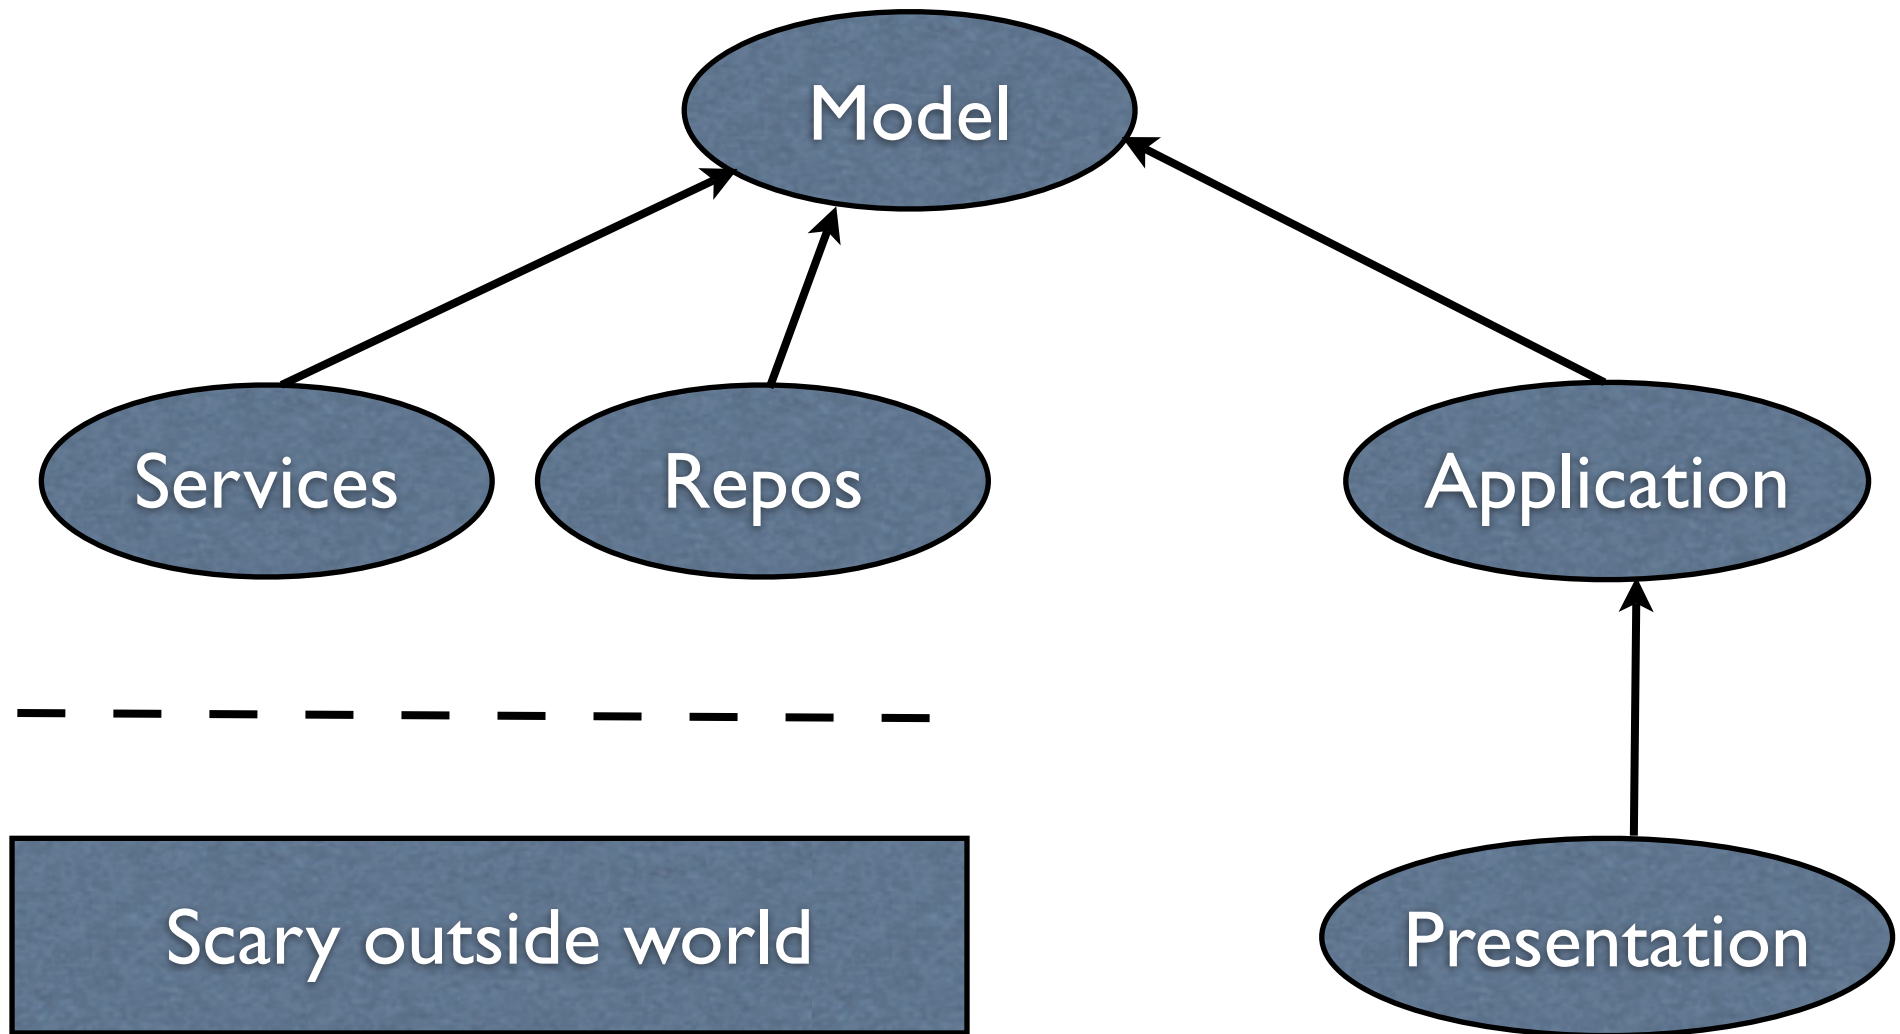 Model
Services
Repos
Application
Scary outside world
Presentation